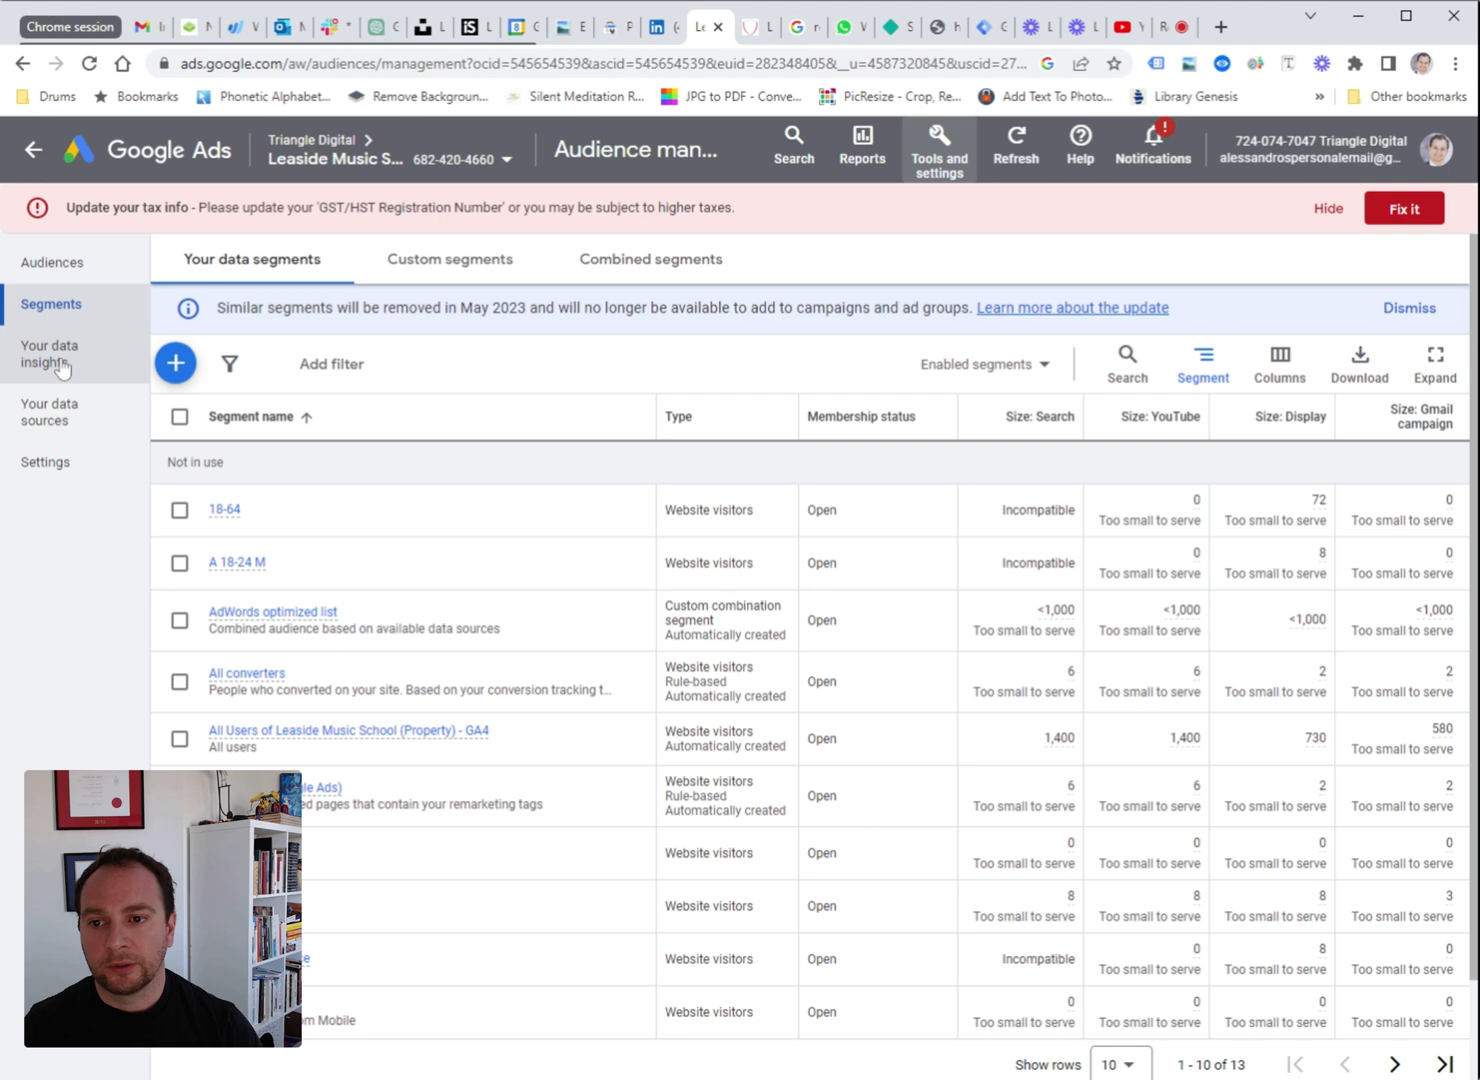 Chrome session
ads.google.com/aw/audiences/management?ocid=545654539&ascid=545654539&euid=282348405&__u=4587320845&uscid=27...
Drums
Bookmarks
Phonetic Alphabet...
Remove Backgroun...
Silent Meditation R...
JPG to PDF - Conve...
PicResize - Crop, Re...
Add Text To Photo...
Library Genesis
Other bookmarks
Google Ads
Triangle Digital
Leaside Music S... 682-420-4660
Audience man...
Search
Reports
Tools and
settings
Refresh
Help
Notifications
724-074-7047 Triangle Digital
alessandrospersonalemail@g...
Update your tax info - Please update your 'GST/HST Registration Number' or you may be subject to higher taxes.
Hide
Fix it
Audiences
Segments
Your data
insights
Your data
sources
Settings
Your data segments
Custom segments
Combined segments
Similar segments will be removed in May 2023 and will no longer be available to add to campaigns and ad groups. Learn more about the update
Dismiss
Add filter
Enabled segments
Search
Segment
Columns
Download
Expand
Segment name
Type
Membership status
Size: Search
Size: YouTube
Size: Display
Size: Gmail
campaign
Not in use
18-64
Website visitors
Open
Incompatible
0
Too small to serve
72
Too small to serve
0
Too small to serve
A 18-24 M
Website visitors
Open
Incompatible
0
Too small to serve
8
Too small to serve
0
Too small to serve
AdWords optimized list
Combined audience based on available data sources
Custom combination
segment
Automatically created
Open
<1,000
Too small to serve
<1,000
Too small to serve
<1,000
<1,000
Too small to serve
All converters
People who converted on your site. Based on your conversion tracking t...
Website visitors
Rule-based
Automatically created
Open
6
Too small to serve
6
Too small to serve
2
Too small to serve
2
Too small to serve
All Users of Leaside Music School (Property) - GA4
All users
Website visitors
Automatically created
Open
1,400
1,400
730
580
Too small to serve
le Ads)
ed pages that contain your remarketing tags
Website visitors
Rule-based
Automatically created
Open
6
Too small to serve
6
Too small to serve
2
Too small to serve
2
Too small to serve
Website visitors
Open
0
Too small to serve
0
Too small to serve
0
Too small to serve
0
Too small to serve
Website visitors
Open
8
Too small to serve
8
Too small to serve
8
Too small to serve
3
Too small to serve
e
Website visitors
Open
Incompatible
0
Too small to serve
8
Too small to serve
0
Too small to serve
om Mobile
Website visitors
Open
0
Too small to serve
0
Too small to serve
0
Too small to serve
0
Too small to serve
Show rows
10
1 - 10 of 13